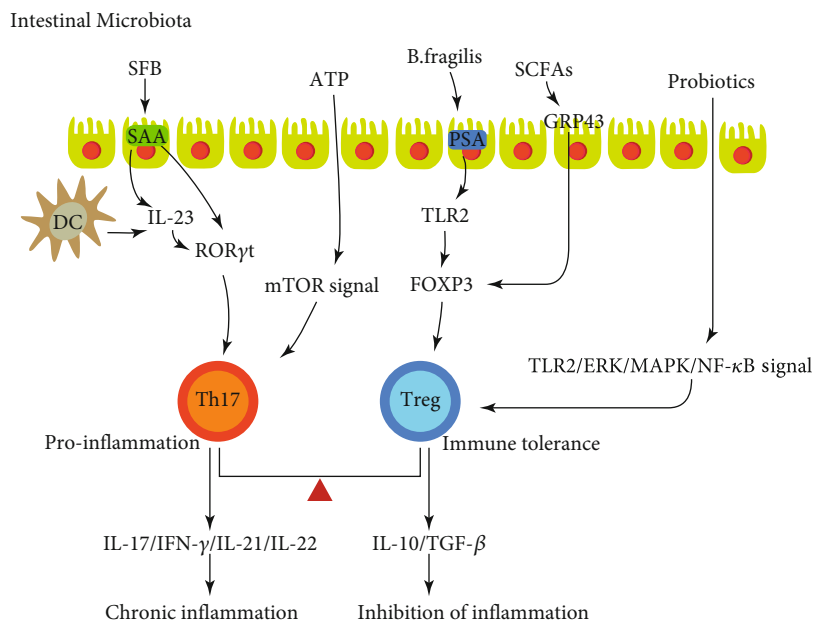 Intestinal Microbiota
SFB
ATP
B.fragilis
SCFAs
Probiotics
SAA
PSA
GRP43
DC
IL-23
TLR2
RORγt
mTOR signal
FOXP3
TLR2/ERK/MAPK/NF-κB signal
Th17
Treg
Pro-inflammation
Immune tolerance
IL-17/IFN-γ/IL-21/IL-22
IL-10/TGF-β
Chronic inflammation
Inhibition of inflammation